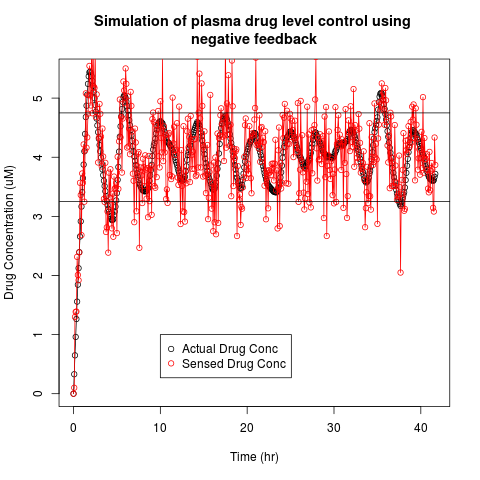 Simulation of plasma drug level control using
negative feedback
Drug Concentration (uM)
5
4
3
2
1
0
Actual Drug Conc
Sensed Drug Conc
0 10 20 30 40
Time (hr)